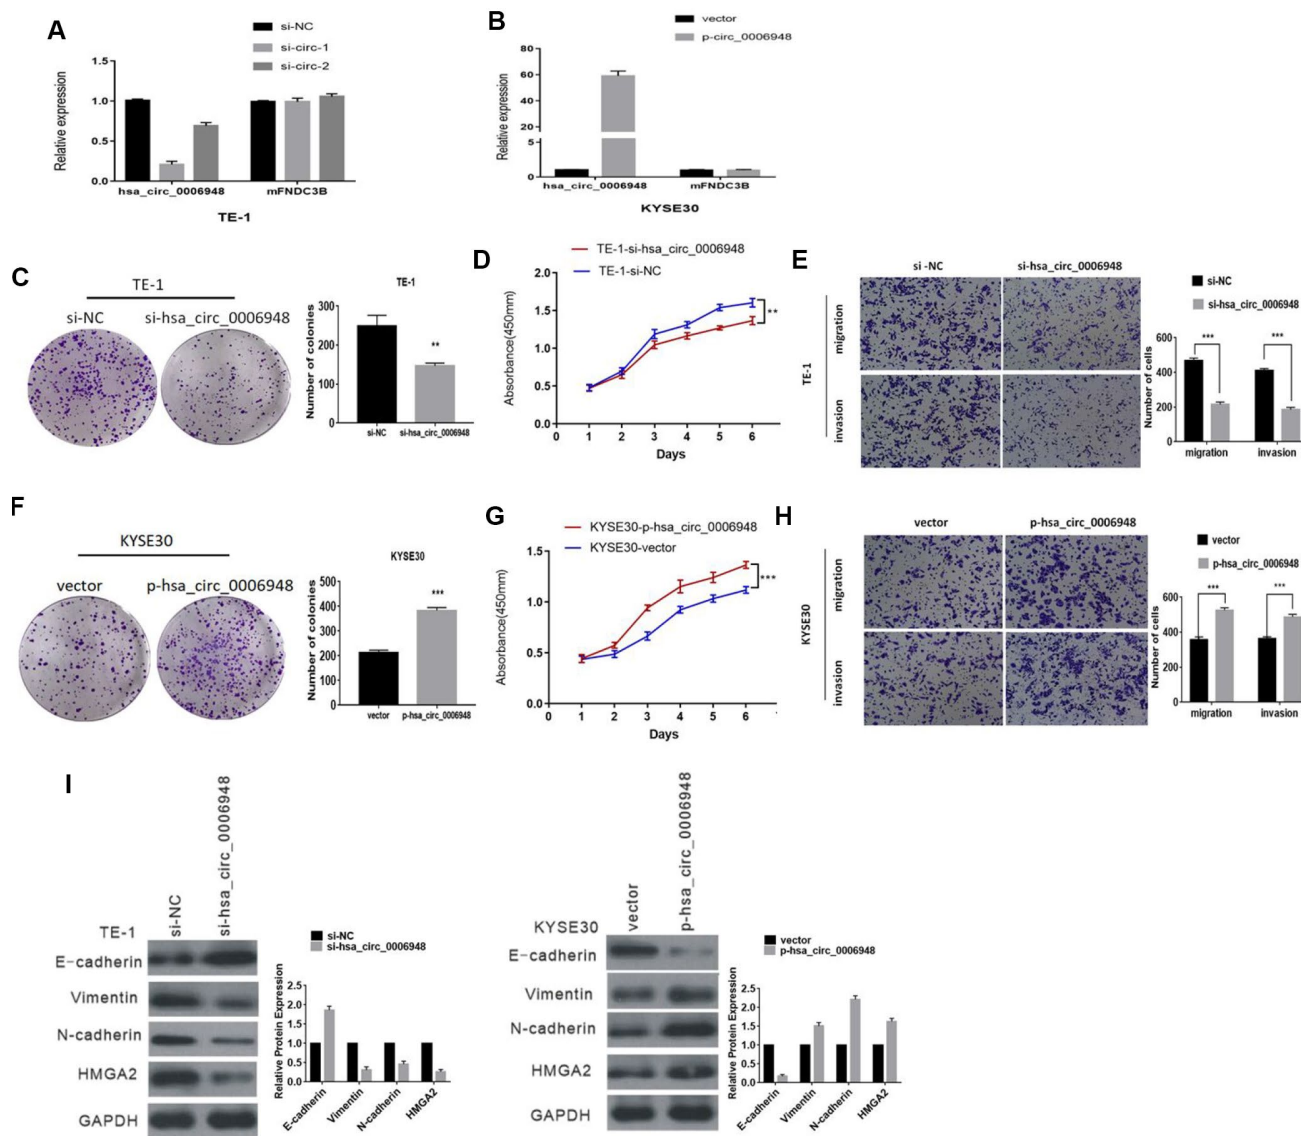 A
si-NC
si-circ-1
si-circ-2
Relative expression
1.5
1.0
0.5
0.0
hsa_circ_0006948 mFNDC3B
TE-1
B
vector
p-circ_0006948
Relative expression
80
60
40
20
5
0
hsa_circ_0006948 mFNDC3B
KYSE30
C
TE-1
si-NC si-hsa_circ_0006948
TE-1
Number of colonies
300
200
100
0
**
si-NC si-hsa_circ_0006948
D
TE-1-si-hsa_circ_0006948
TE-1-si-NC
Absorbance(450mm)
2.0
1.5
1.0
0.5
0.0
**
0 1 2 3 4 5 6
Days
E
si -NC si-hsa_circ_0006948
TE-1
migration
invasion
si-NC
si-hsa_circ_0006948
Number of cells
600
400
200
0
*** ***
migration invasion
F
KYSE30
vector p-hsa_circ_0006948
KYSE30
Number of colonies
500
400
300
200
100
0
***
vector p-hsa_circ_0006948
G
KYSE30-p-hsa_circ_0006948
KYSE30-vector
Absorbance(450mm)
1.5
1.0
0.5
0.0
***
0 1 2 3 4 5 6
Days
H
vector p-hsa_circ_0006948
KYSE30
migration
invasion
vector
p-hsa_circ_0006948
Number of cells
600
400
200
0
*** ***
migration invasion
I
TE-1
si-NC
si-hsa_circ_0006948
E-cadherin
Vimentin
N-cadherin
HMGA2
GAPDH
si-NC
si-hsa_circ_0006948
Relative Protein Expression
2.5
2.0
1.5
1.0
0.5
0.0
E-cadherin
Vimentin
N-cadherin
HMGA2
KYSE30
vector
p-hsa_circ_0006948
E-cadherin
Vimentin
N-cadherin
HMGA2
GAPDH
vector
p-hsa_circ_0006948
Relative Protein Expression
2.5
2.0
1.5
1.0
0.5
0.0
E-cadherin
Vimentin
N-cadherin
HMGA2